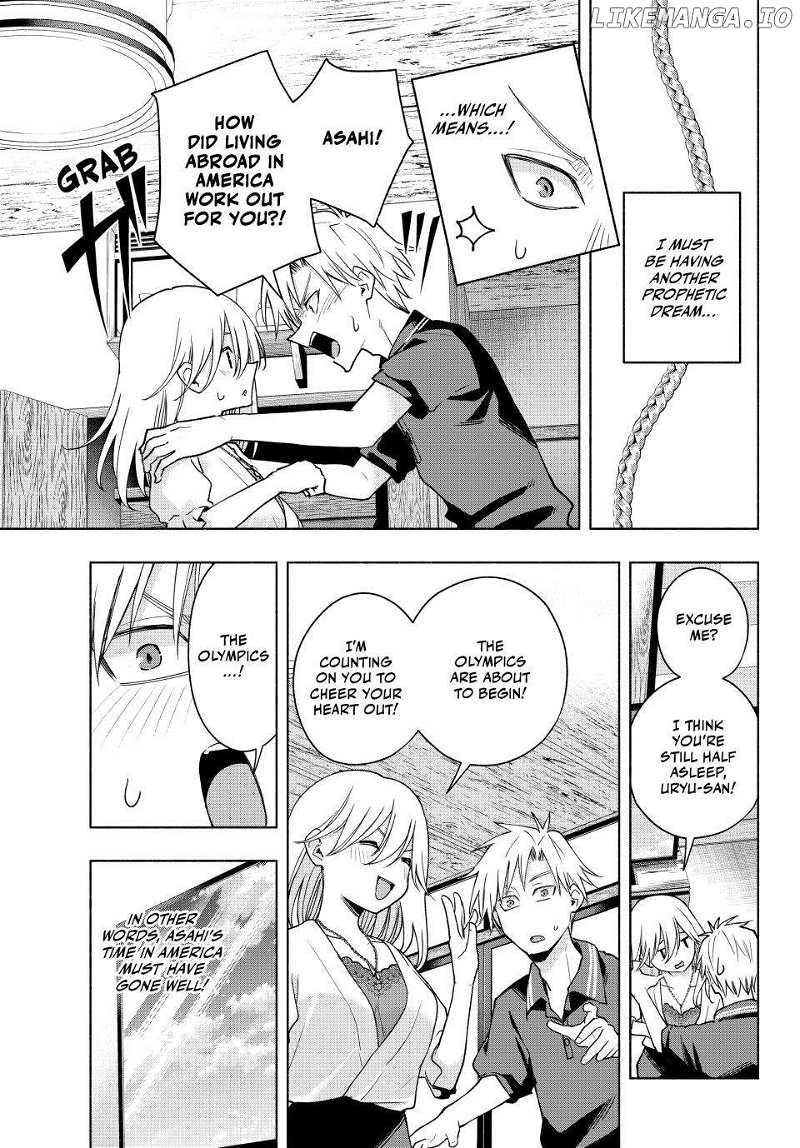 LIKEMANGA.IO
I MUST
BE HAVING
ANOTHER
PROPHETIC
DREAM...
...WHICH
MEANS...!
ASAHI!
HOW
DID LIVING
ABROAD IN
AMERICA
WORK OUT
FOR YOU?!
GRAB
ガ゙
EXCUSE
ME?
I THINK
YOU'RE
STILL HALF
ASLEEP,
URYU-SAN!
THE
OLYMPICS
ARE ABOUT
TO BEGIN!
I'M
COUNTING
ON YOU TO
CHEER YOUR
HEART OUT!
THE
OLYMPICS
...!
IN OTHER
WORDS, ASAHI'S
TIME IN AMERICA
MUST HAVE
GONE WELL!